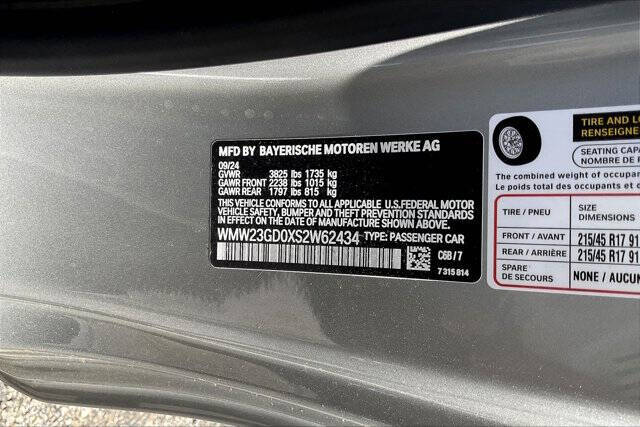 MFD BY BAYERISCHE MOTOREN WERKE AG
09/24
GVWR 3825 lbs 1735 kg
GAWR FRONT 2238 lbs 1015 kg
GAWR REAR 1797 lbs 815 kg
THIS VEHICLE CONFORMS TO ALL APPLICABLE U.S.FEDERAL MOTOR
VEHICLE SAFETY, BUMPER AND THEFT PREVENTION STANDARDS
IN EFFECT ON THE DATE OF MANUFACTURE SHOWN ABOVE.
WMW23GD0XS2W62434 TYPE: PASSENGER CAR
C6B/7
7 315 814
TIRE AND LO
RENSEIGNE
SEATING CAPA
NOMBRE DE P
The combined weight of occupa
Le poids total des occupants et c
TIRE / PNEU SIZE
DIMENSIONS
FRONT / AVANT 215/45 R17 91
REAR / ARRIÈRE 215/45 R17 91
SPARE
DE SECOURS NONE / AUCUN